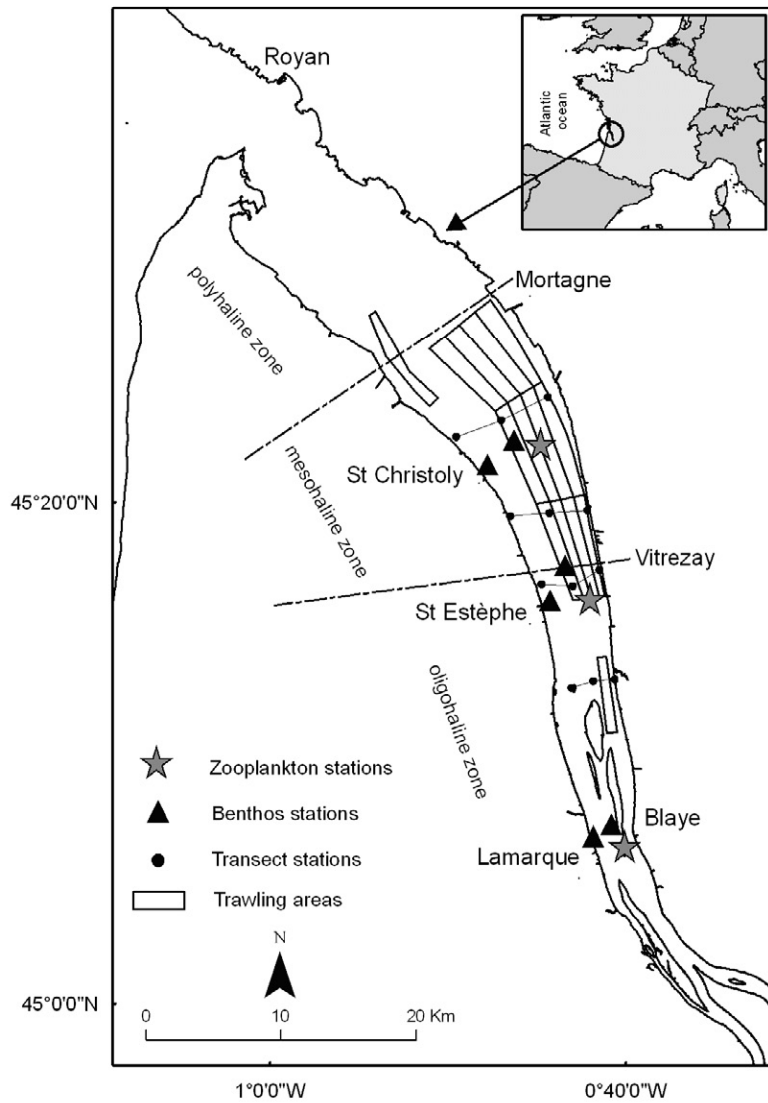 Royan
Atlantic
ocean
Mortagne
polyhaline zone
St Christoly
mesohaline zone
45°20'0"N
Vitrezay
St Estèphe
oligohaline zone
Zooplankton stations
Benthos stations
Blaye
Lamarque
Transect stations
Trawling areas
N
45°0'0"N
0 10 20 Km
1°0'0"W 0°40'0"W